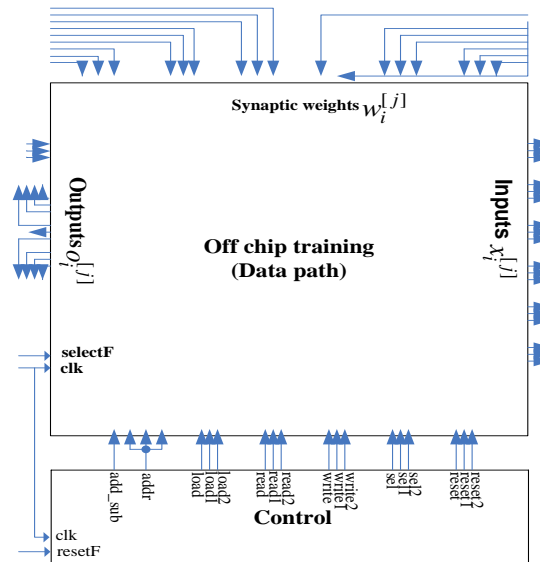 Synaptic weights w_i^[j]
Outputs o_i^[j]
Inputs x_i^[j]
Off chip training
(Data path)
selectF
clk
add_sub
addr
load
load1
load2
read
read1
read2
write
write1
write2
sel
sel1
sel2
reset
reset1
reset2
Control
clk
resetF